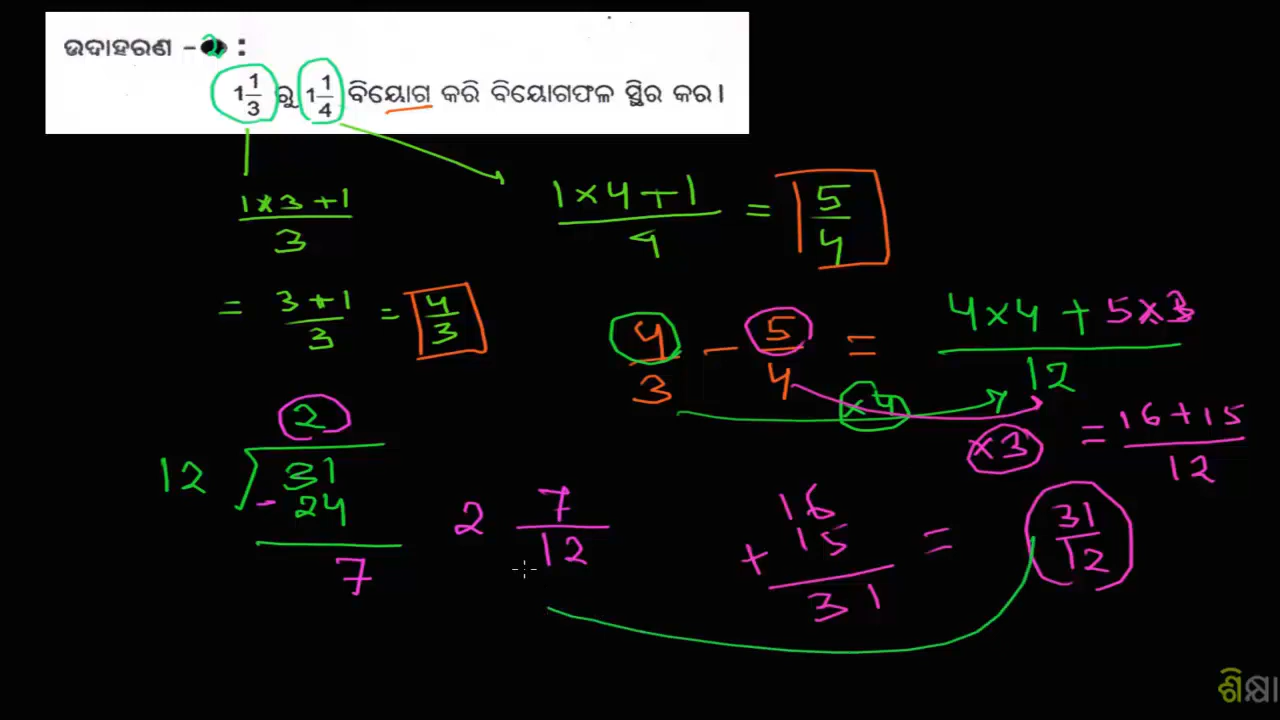 ଉଦାହରଣ - 2 :
1 1/3 ରୁ 1 1/4 ବିୟୋଗ କରି ବିୟୋଗଫଳ ସ୍ଥିର କର।
1×3+1/3
1×4+1/4 = 5/4
= 3+1/3 = 4/3
4/3 - 5/4 = 4×4+5×3/12
×4
×3
= 16+15/12
2
12 31
- 24
7
2 7/12
16
+ 15
31
= 31/12
ଶିକ୍ଷା